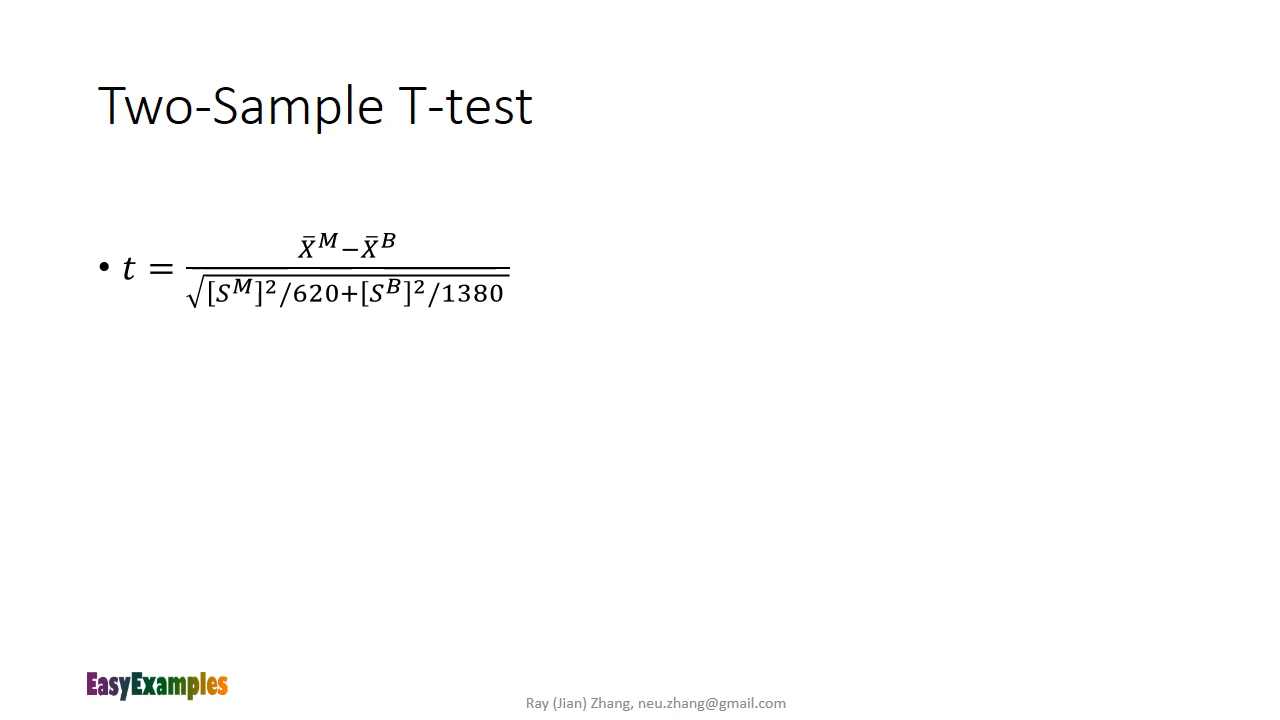 Two-Sample T-test
• t = (X̄^M − X̄^B) / √([S^M]²/620+[S^B]²/1380)
EasyExamples
Ray (Jian) Zhang, neu.zhang@gmail.com